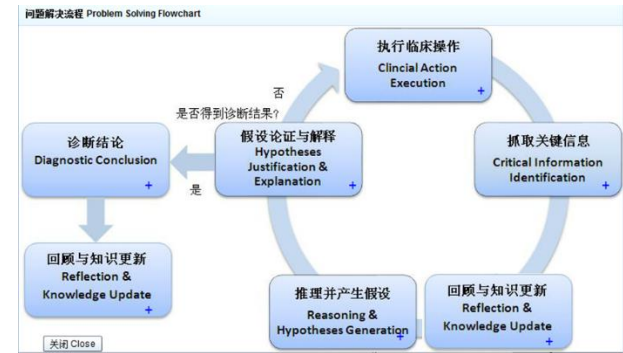 问题解决流程 Problem Solving Flowchart
执行临床操作
Clincial Action
Execution
+
否
是否得到诊断结果?
假设论证与解释
Hypotheses
Justification &
Explanation
+
诊断结论
Diagnostic Conclusion
+
是
抓取关键信息
Critical Information
Identification
+
回顾与知识更新
Reflection &
Knowledge Update
+
推理并产生假设
Reasoning &
Hypotheses Generation
+
回顾与知识更新
Reflection &
Knowledge Update
+
关闭 Close